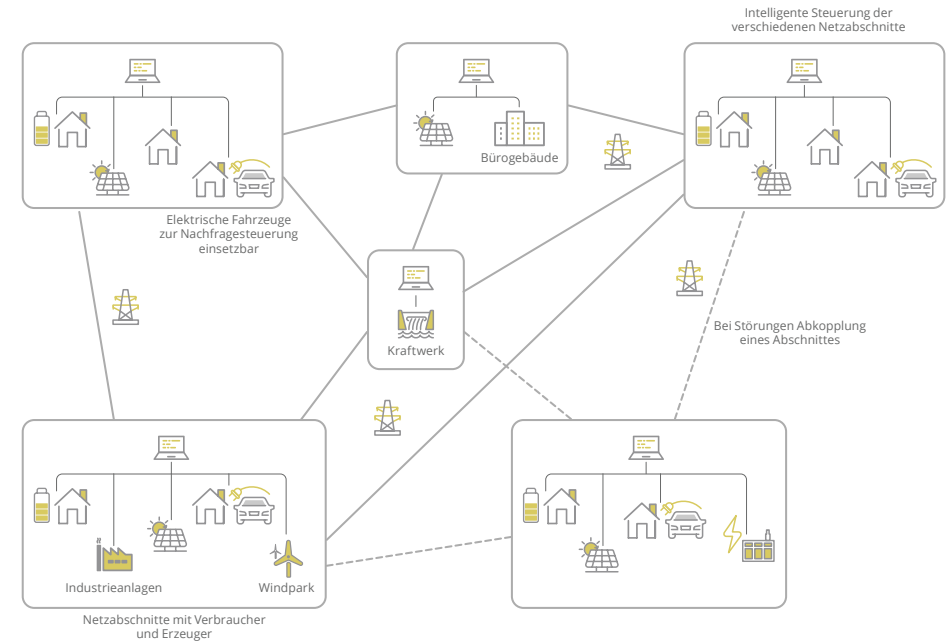 Intelligente Steuerung der
verschiedenen Netzabschnitte
Bürogebäude
Elektrische Fahrzeuge
zur Nachfragesteuerung
einsetzbar
Bei Störungen Abkopplung
eines Abschnittes
Kraftwerk
Industrieanlagen
Windpark
Netzabschnitte mit Verbraucher
und Erzeuger